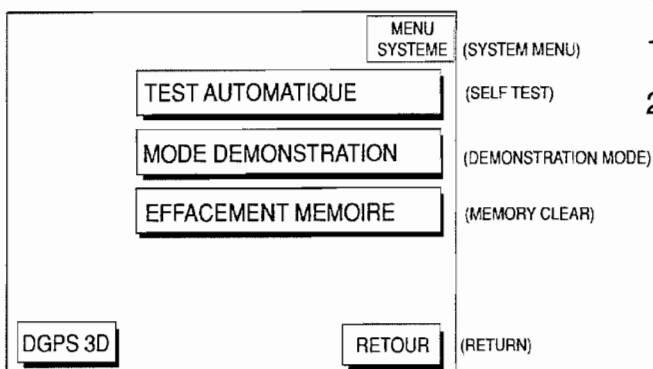 MENU
SYSTEME (SYSTEM MENU)
TEST AUTOMATIQUE (SELF TEST)
2
MODE DEMONSTRATION (DEMONSTRATION MODE)
EFFACEMENT MEMOIRE (MEMORY CLEAR)
DGPS 3D RETOUR (RETURN)